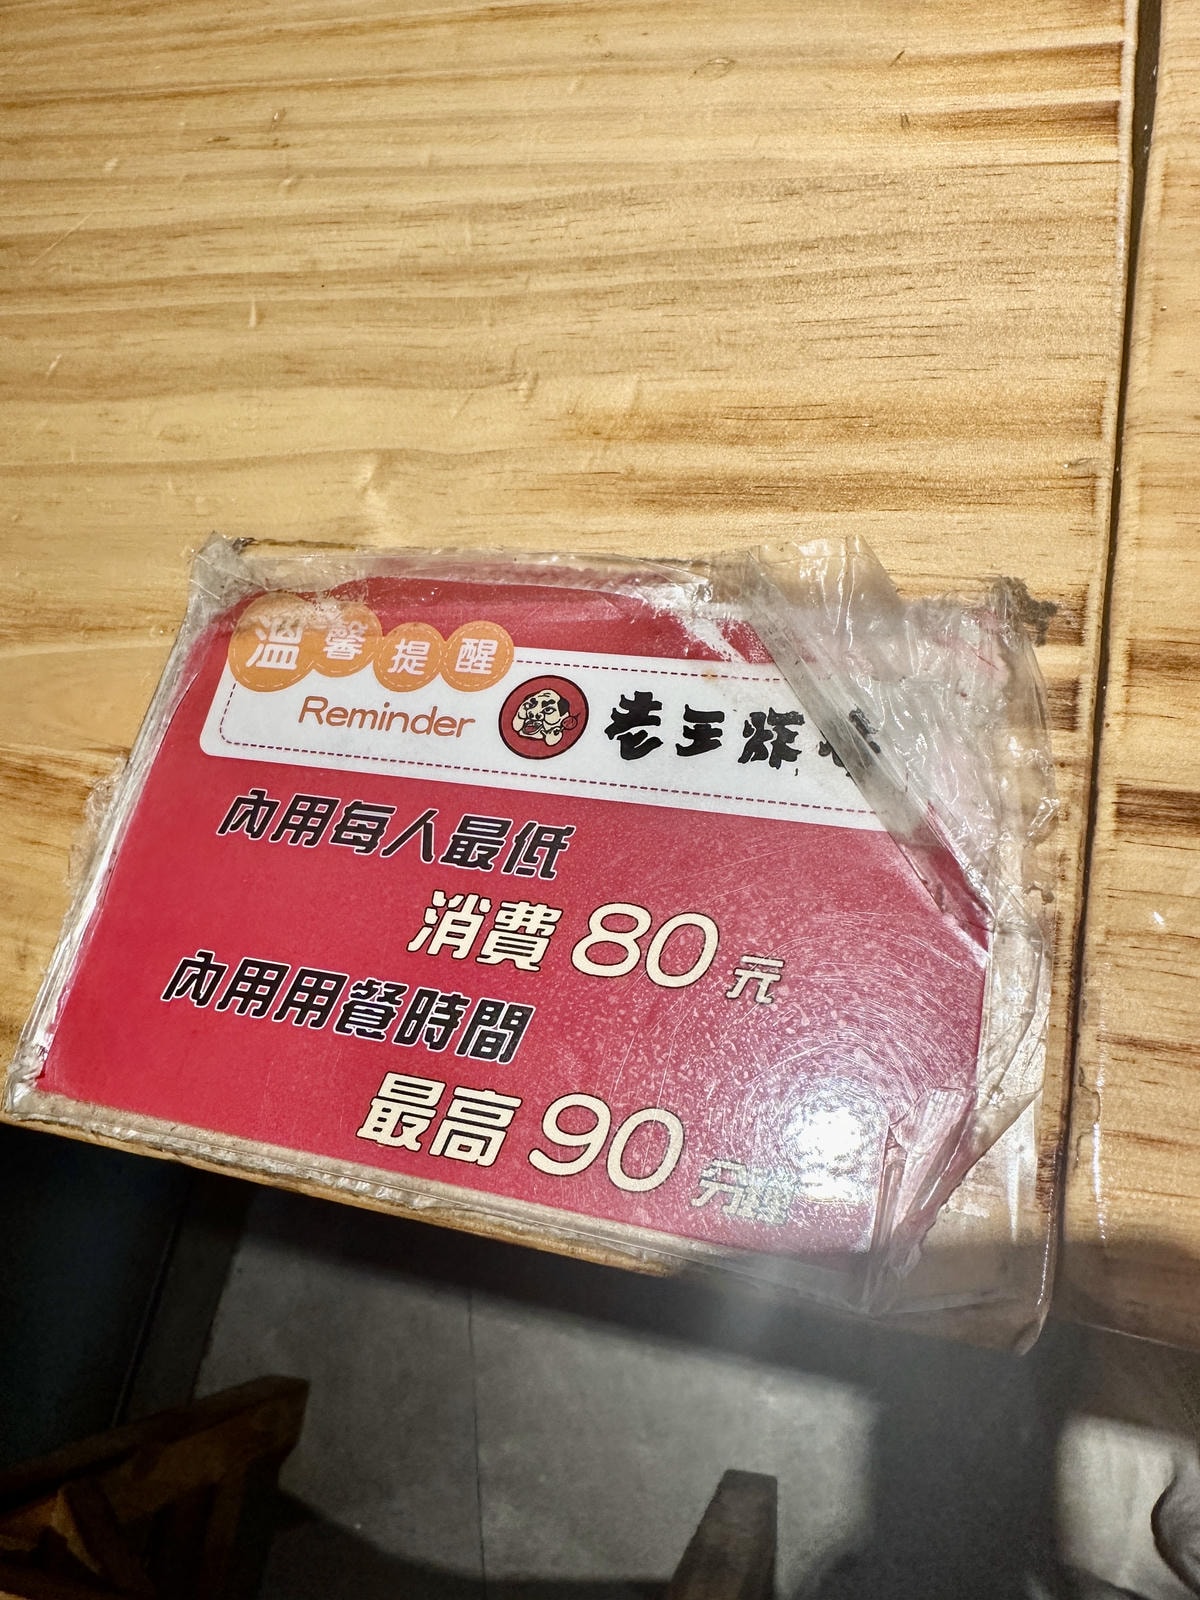 溫馨提醒
Reminder
老王炸
內用每人最低
消費 80 元
內用用餐時間
最高 90 分鐘